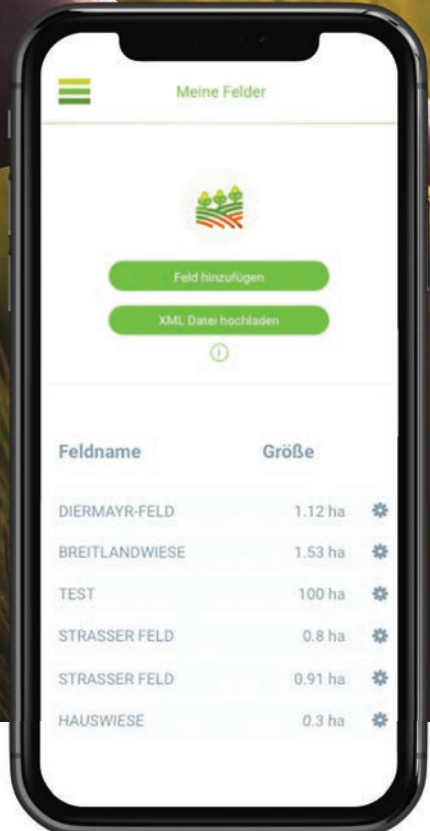 Meine Felder
Feld hinzufügen
XML Datei hochladen
Feldname Größe
DIERMAYR-FELD 1.12 ha
BREITLANDWIESE 1.53 ha
TEST 100 ha
STRASSER FELD 0.8 ha
STRASSER FELD 0.91 ha
HAUSWIESE 0.3 ha